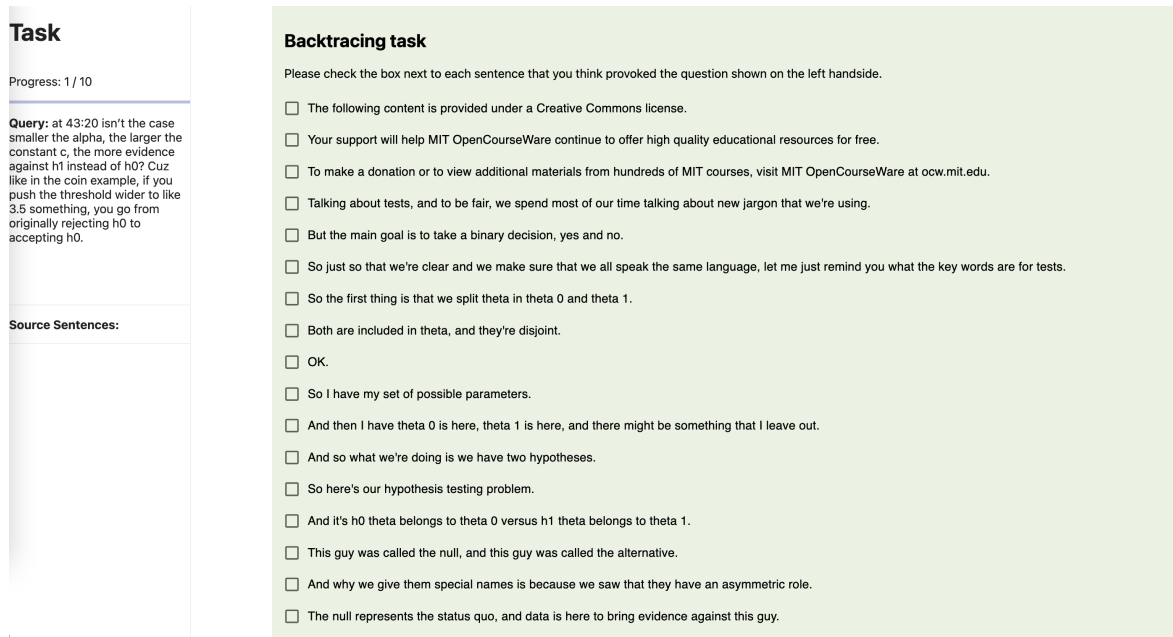 Task
Progress: 1 / 10
Query: at 43:20 isn't the case
smaller the alpha, the larger the
constant c, the more evidence
against h1 instead of h0? Cuz
like in the coin example, if you
push the threshold wider to like
3.5 something, you go from
originally rejecting h0 to
accepting h0.
Source Sentences:
Backtracing task
Please check the box next to each sentence that you think provoked the question shown on the left handside.
The following content is provided under a Creative Commons license.
Your support will help MIT OpenCourseWare continue to offer high quality educational resources for free.
To make a donation or to view additional materials from hundreds of MIT courses, visit MIT OpenCourseWare at ocw.mit.edu.
Talking about tests, and to be fair, we spend most of our time talking about new jargon that we're using.
But the main goal is to take a binary decision, yes and no.
So just so that we're clear and we make sure that we all speak the same language, let me just remind you what the key words are for tests.
So the first thing is that we split theta in theta 0 and theta 1.
Both are included in theta, and they're disjoint.
OK.
So I have my set of possible parameters.
And then I have theta 0 is here, theta 1 is here, and there might be something that I leave out.
And so what we're doing is we have two hypotheses.
So here's our hypothesis testing problem.
And it's h0 theta belongs to theta 0 versus h1 theta belongs to theta 1.
This guy was called the null, and this guy was called the alternative.
And why we give them special names is because we saw that they have an asymmetric role.
The null represents the status quo, and data is here to bring evidence against this guy.